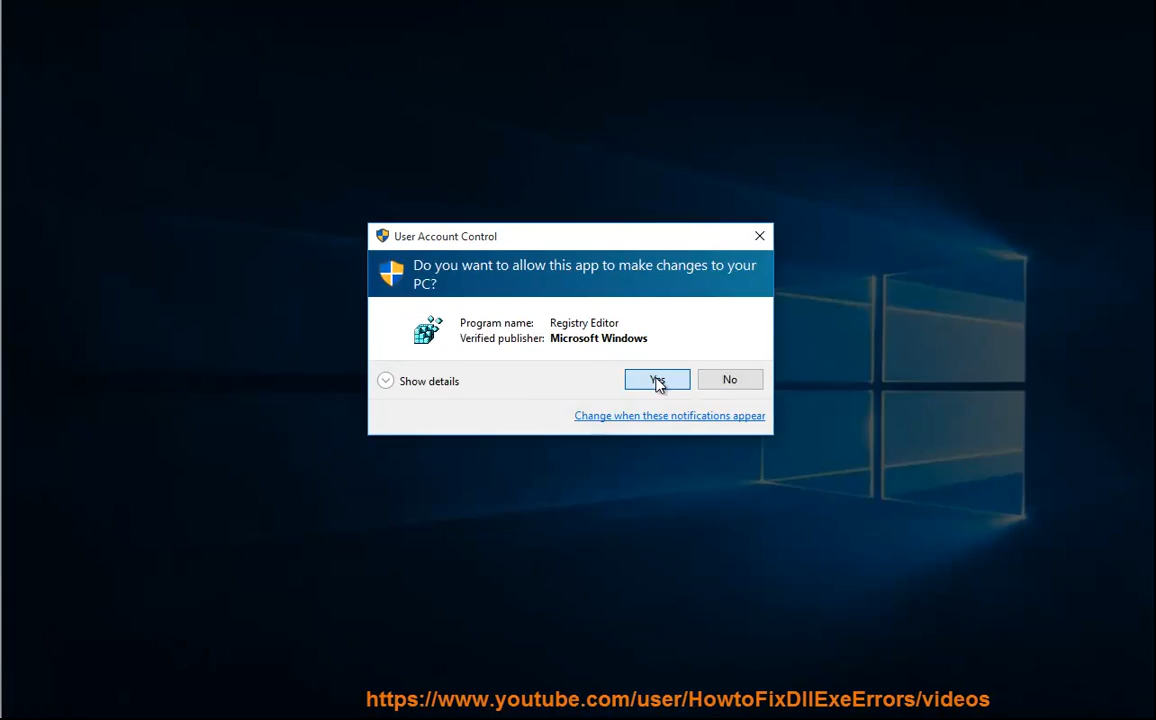 User Account Control
Do you want to allow this app to make changes to your
PC?
Program name: Registry Editor
Verified publisher: Microsoft Windows
Show details
Yes
No
Change when these notifications appear
https://www.youtube.com/user/HowtoFixDllExeErrors/videos